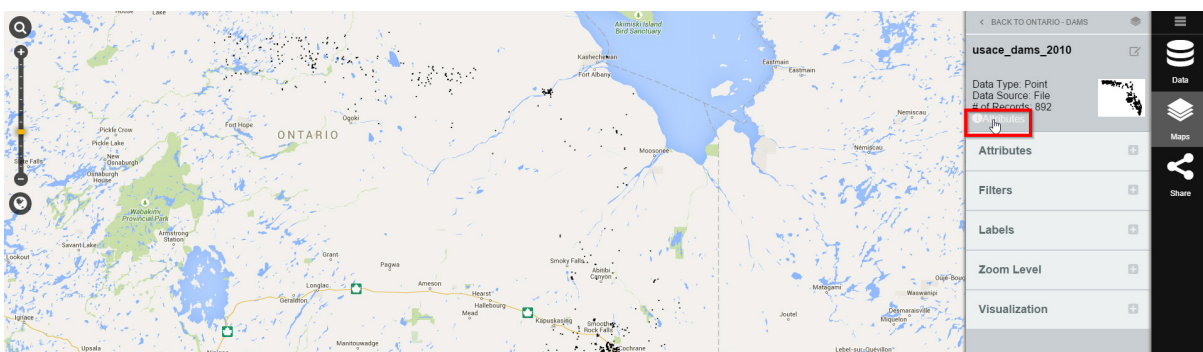 Lake
Akimiski Island
Bird Sanctuary
Kashechewan
Fort Albany
Eastmain
Eastmain
Nemiscau
Ogoki
Fort Hope
Pickle Crow
ONTARIO
Pickle Lake
New
Osnaburgh
Osnaburgh
House
Moosonee
Nemiscau
Wabakimi
Provincial Park
Armstrong
Station
Savant Lake
Lookout
Grant
Pagwa
Smoky Falls
Abitibi
Canyon
Longlac
Geraldton
Ameson
Hearst
Hallebourg
Mead
Kapuskasing
Smooth
Rock Falls
Cochrane
Matagami
Waswanipi
Joutel
Desmaraisville
Miquelon
Ignace
Upsala
Manitouwadge
Lebel-sur-Quévillon
< BACK TO ONTARIO - DAMS
usace_dams_2010
Data Type: Point
Data Source: File
# of Records: 892
Attributes
Attributes
Filters
Labels
Zoom Level
Visualization
Data
Maps
Share